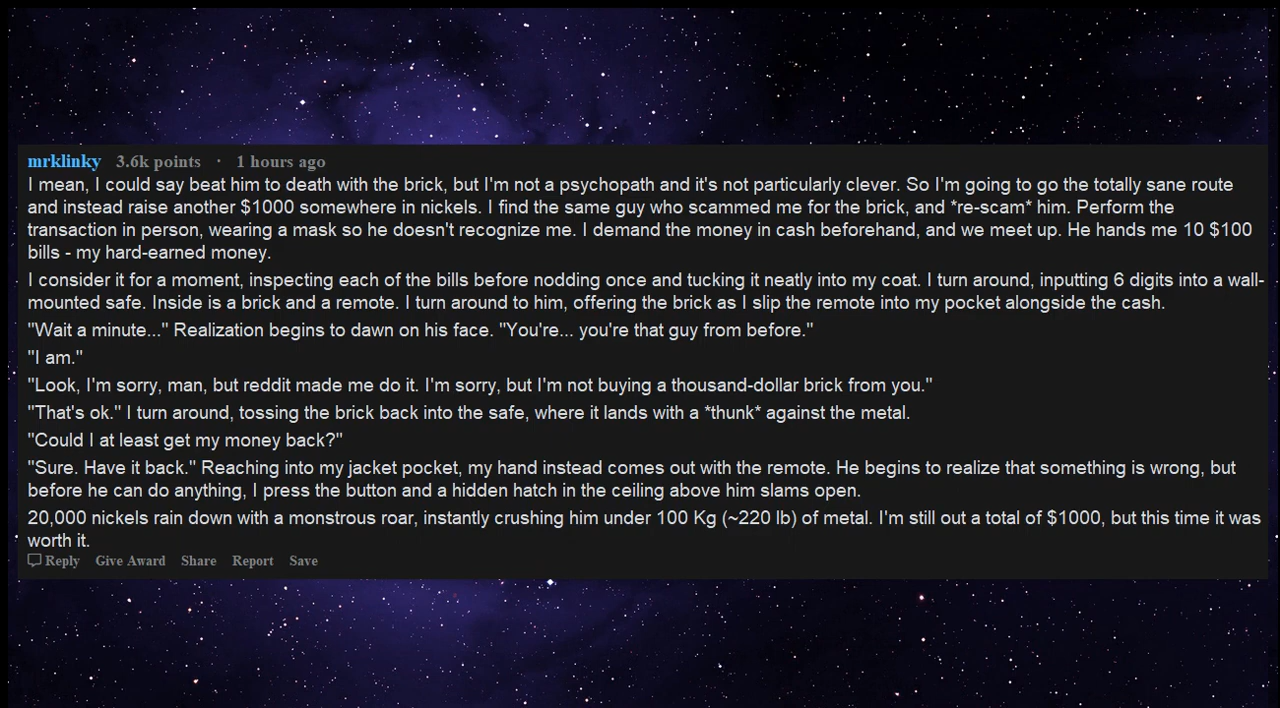 mrklinky 3.6k points · 1 hours ago
I mean, I could say beat him to death with the brick, but I'm not a psychopath and it's not particularly clever. So I'm going to go the totally sane route
and instead raise another $1000 somewhere in nickels. I find the same guy who scammed me for the brick, and *re-scam* him. Perform the
transaction in person, wearing a mask so he doesn't recognize me. I demand the money in cash beforehand, and we meet up. He hands me 10 $100
bills - my hard-earned money.
I consider it for a moment, inspecting each of the bills before nodding once and tucking it neatly into my coat. I turn around, inputting 6 digits into a wall-
mounted safe. Inside is a brick and a remote. I turn around to him, offering the brick as I slip the remote into my pocket alongside the cash.
"Wait a minute..." Realization begins to dawn on his face. "You're... you're that guy from before."
"I am."
"Look, I'm sorry, man, but reddit made me do it. I'm sorry, but I'm not buying a thousand-dollar brick from you."
"That's ok." I turn around, tossing the brick back into the safe, where it lands with a *thunk* against the metal.
"Could I at least get my money back?"
"Sure. Have it back." Reaching into my jacket pocket, my hand instead comes out with the remote. He begins to realize that something is wrong, but
before he can do anything, I press the button and a hidden hatch in the ceiling above him slams open.
20,000 nickels rain down with a monstrous roar, instantly crushing him under 100 Kg (~220 lb) of metal. I'm still out a total of $1000, but this time it was
worth it.
Reply Give Award Share Report Save